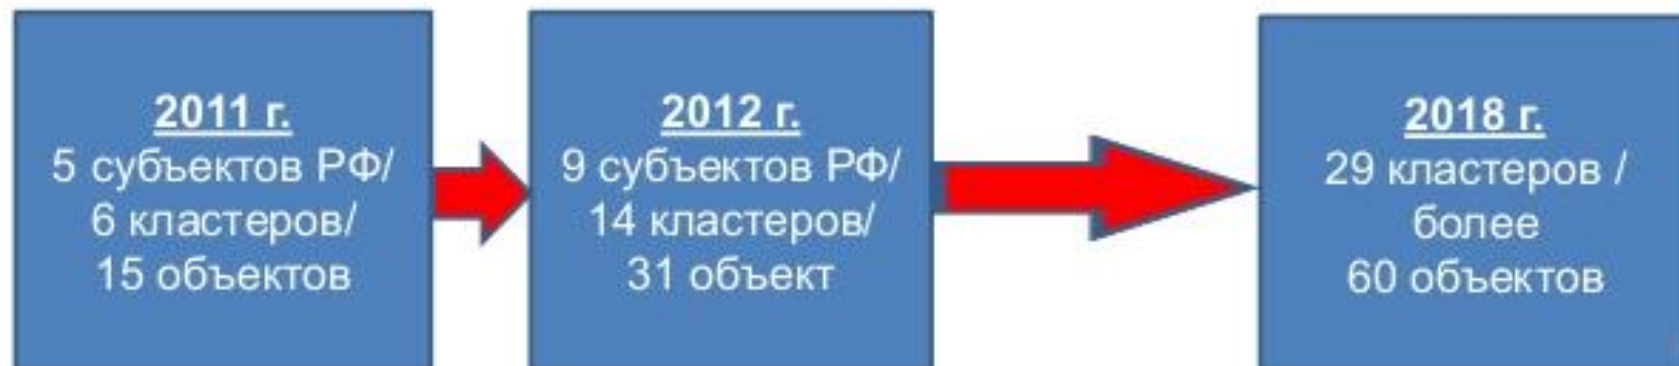 2011 г.
5 субъектов РФ/
6 кластеров/
15 объектов
2012 г.
9 субъектов РФ/
14 кластеров/
31 объект
2018 г.
29 кластеров /
более
60 объектов